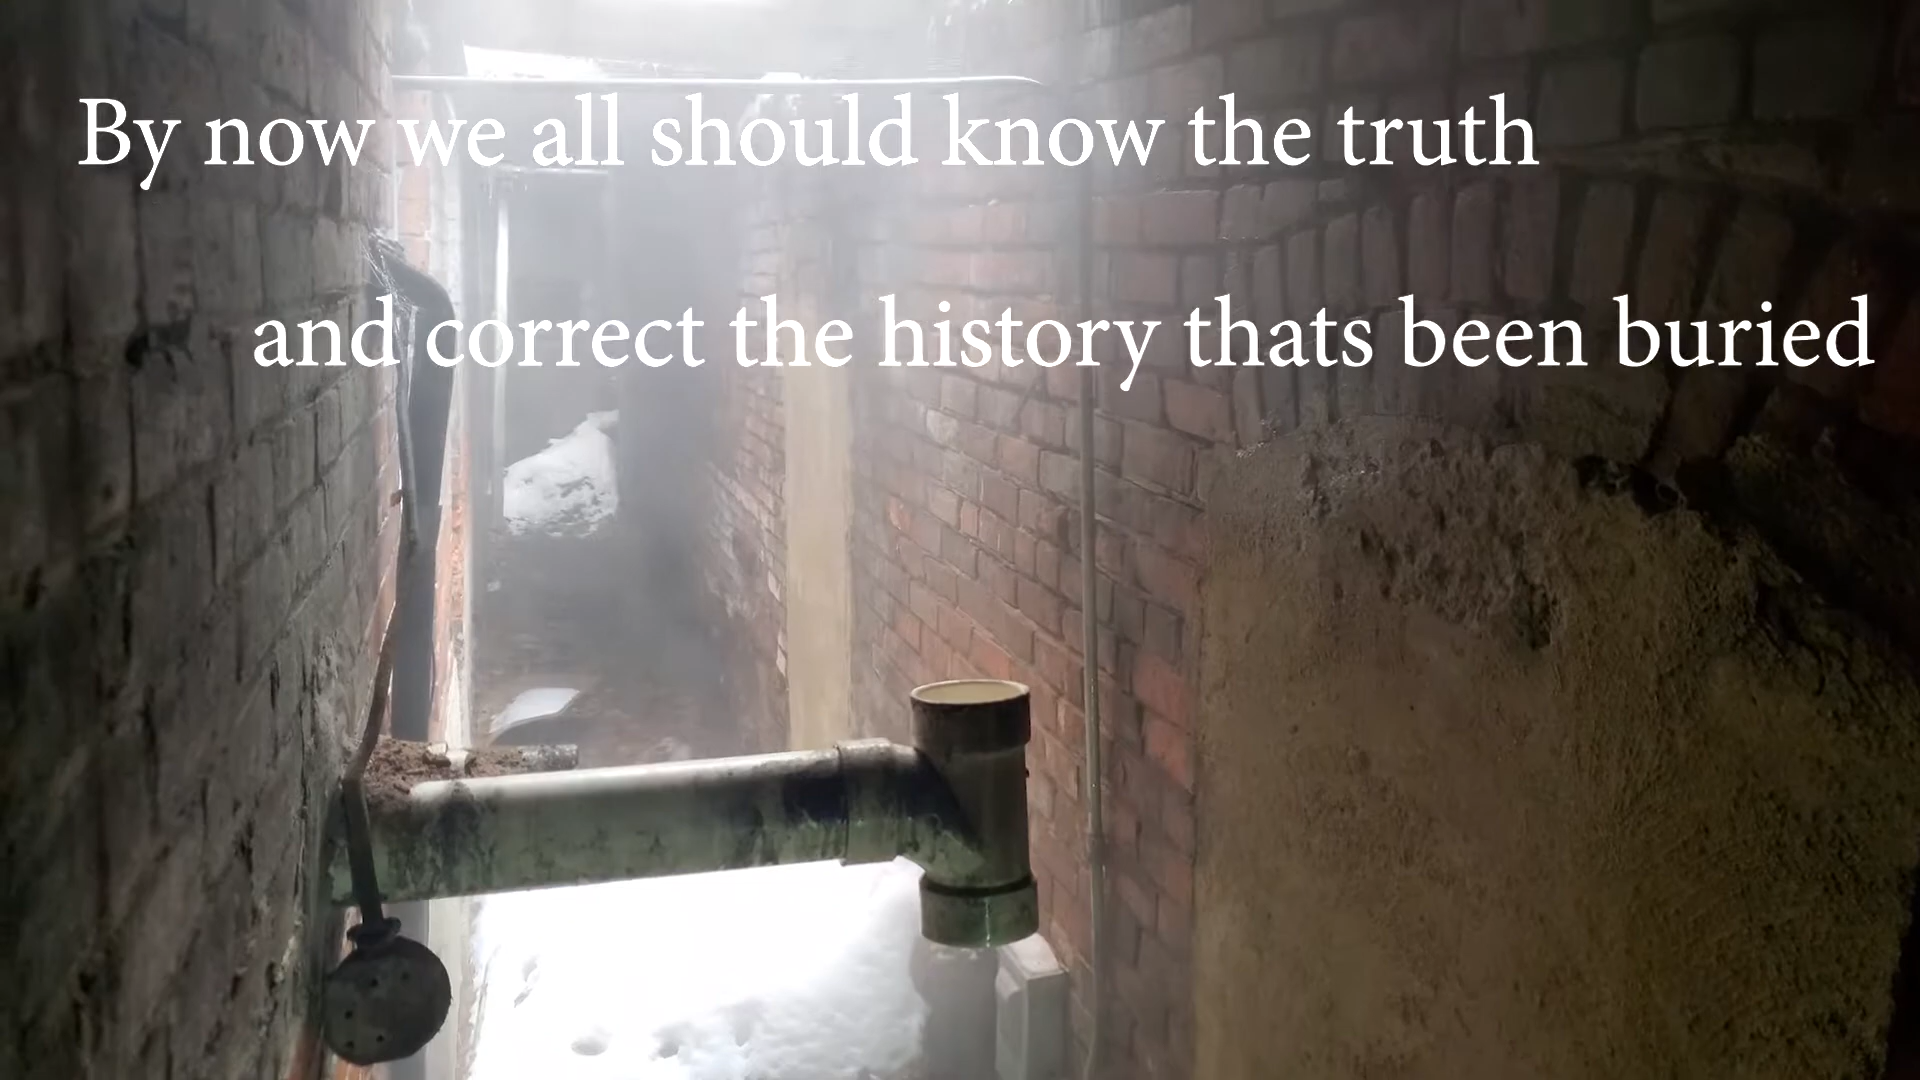 By now we all should know the truth
and correct the history thats been buried